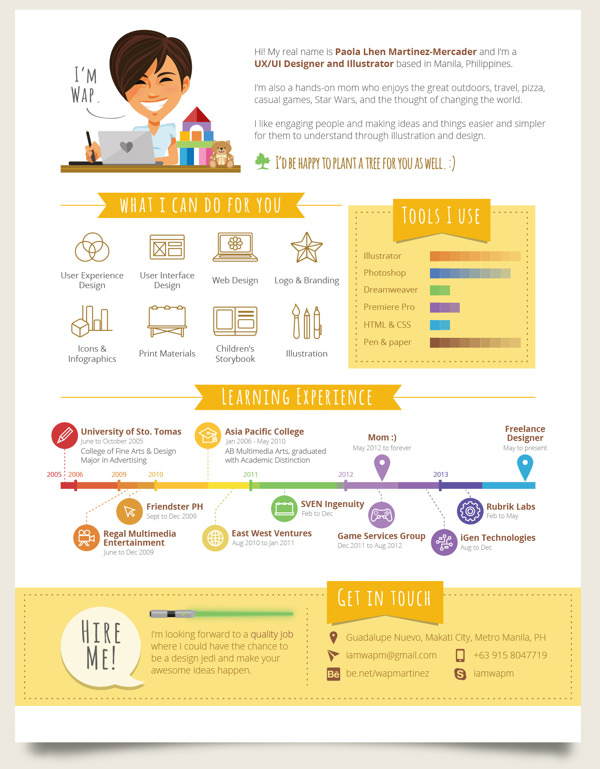 I'M
WAP.
Hi! My real name is Paola Lhen Martinez-Mercader and I'm a
UX/UI Designer and Illustrator based in Manila, Philippines.
I'm also a hands-on mom who enjoys the great outdoors, travel, pizza,
casual games, Star Wars, and the thought of changing the world.
I like engaging people and making ideas and things easier and simpler
for them to understand through illustration and design.
I'D BE HAPPY TO PLANT A TREE FOR YOU AS WELL. :)
WHAT I CAN DO FOR YOU
User Experience
Design
User Interface
Design
Web Design
Logo & Branding
Icons &
Infographics
Print Materials
Children's
Storybook
Illustration
TOOLS I USE
Illustrator
Photoshop
Dreamweaver
Premiere Pro
HTML & CSS
Pen & paper
LEARNING EXPERIENCE
University of Sto. Tomas
June to October 2005
College of Fine Arts & Design
Major in Advertising
Asia Pacific College
Jan 2006 - May 2010
AB Multimedia Arts, graduated
with Academic Distinction
Mom :)
May 2012 to forever
Freelance
Designer
May to present
2005
2006
2009
2010
2011
2012
2013
Friendster PH
Sept to Dec 2009
Regal Multimedia
Entertainment
June to Dec 2009
East West Ventures
Aug 2010 to Jan 2011
SVEN Ingenuity
Feb to Dec
Game Services Group
Dec 2011 to Aug 2012
Rubrik Labs
Feb to May
iGen Technologies
Aug to Dec
HIRE
ME!
I'm looking forward to a quality job
where I could have the chance to
be a design jedi and make your
awesome ideas happen.
GET IN TOUCH
Guadalupe Nuevo, Makati City, Metro Manila, PH
iamwapm@gmail.com
+63 915 8047719
Bē
be.net/wapmartinez
S
iamwapm